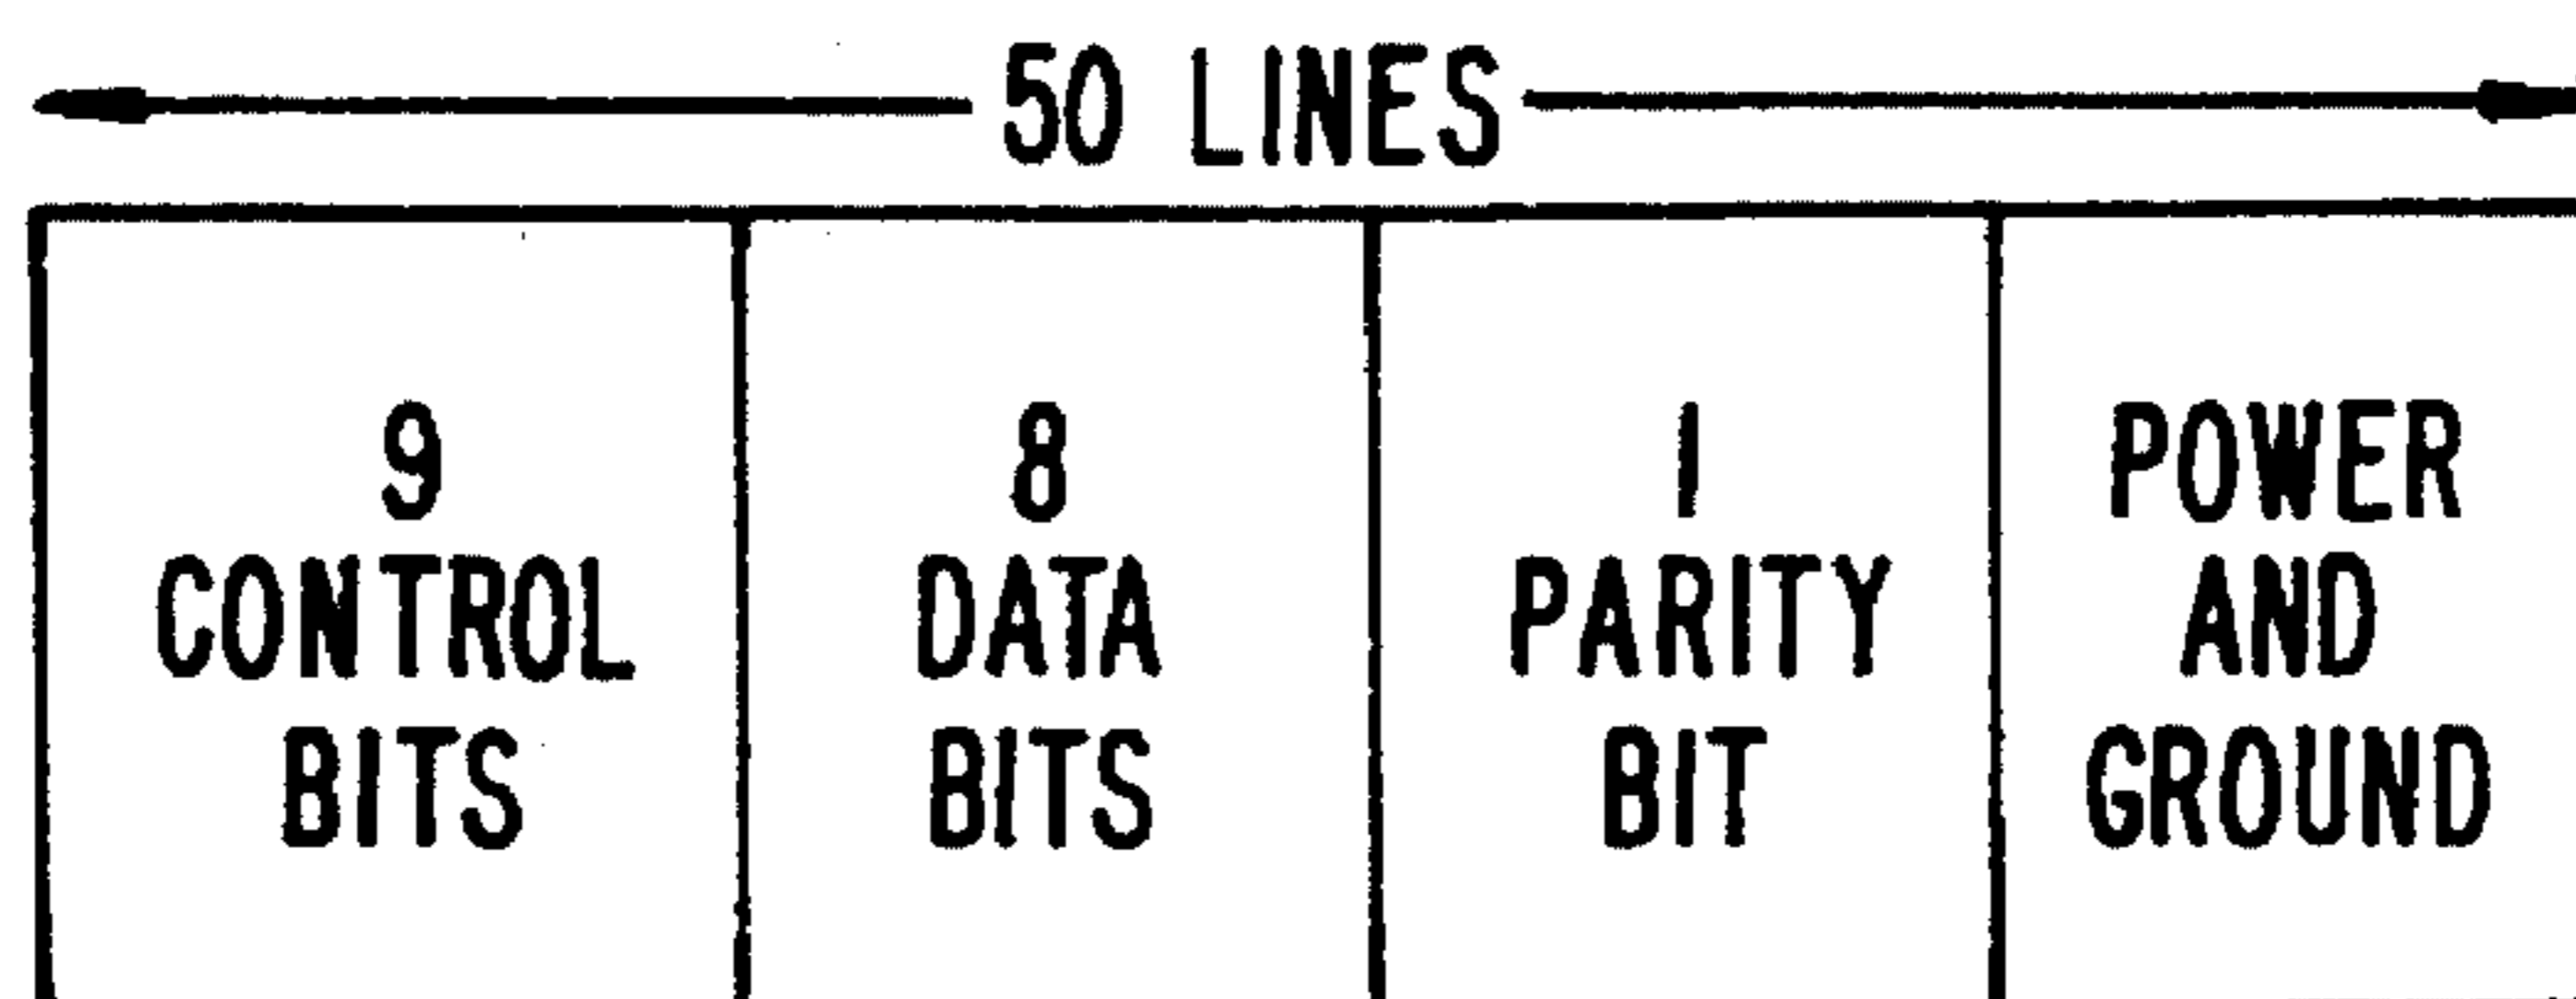 50 LINES
9
CONTROL
BITS
8
DATA
BITS
1
PARITY
BIT
POWER
AND
GROUND